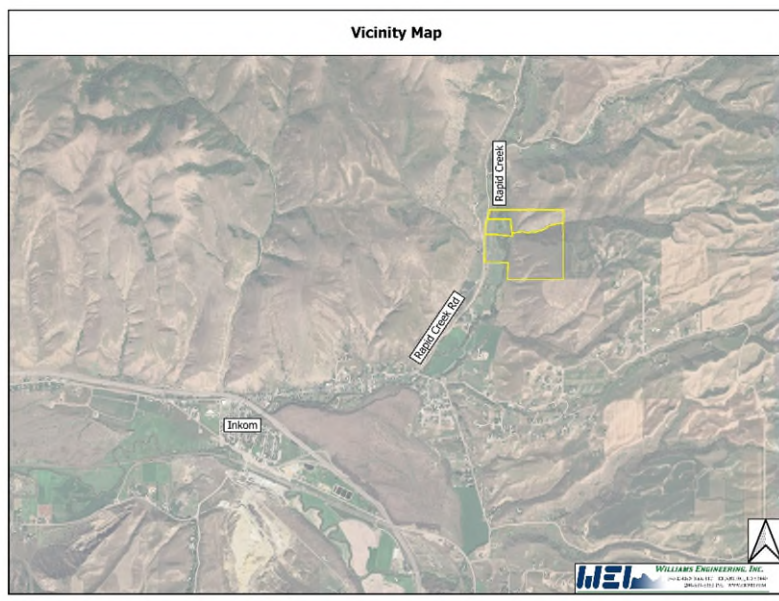 Vicinity Map
Rapid Creek
Rapid Creek Rd
Inkom
WEI
WILLIAMS ENGINEERING, INC.